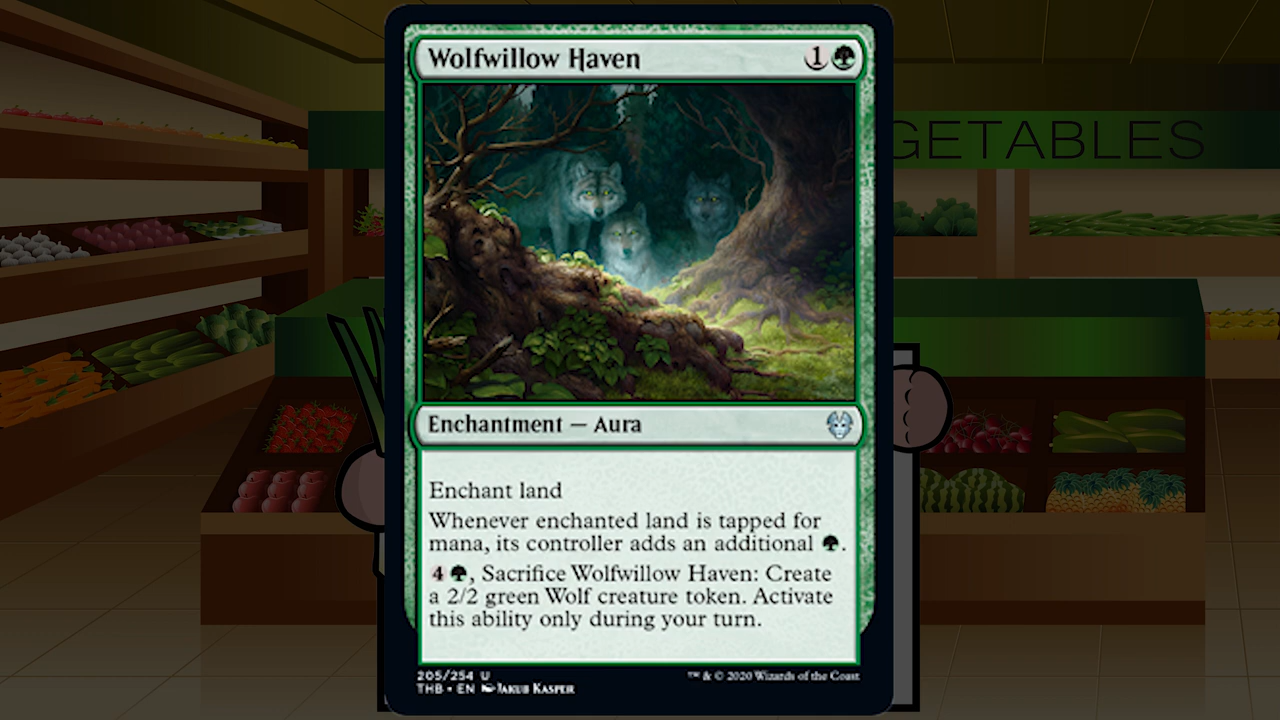 Wolfwillow Haven 1
GETABLES
Enchantment — Aura
Enchant land
Whenever enchanted land is tapped for
mana, its controller adds an additional .
4 , Sacrifice Wolfwillow Haven: Create
a 2/2 green Wolf creature token. Activate
this ability only during your turn.
205/254 U
™ & © 2020 Wizards of the Coast
THB • EN Jakub Kasper